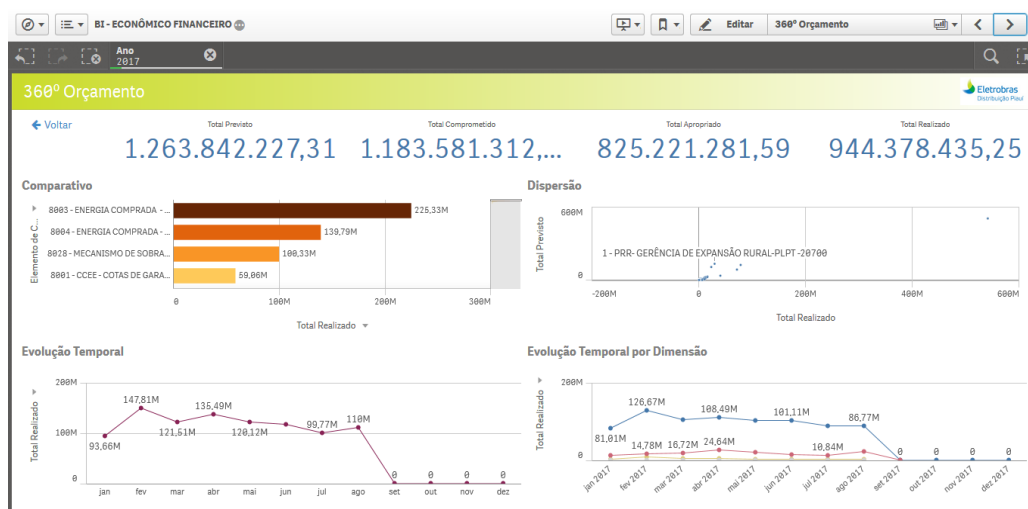 BI - ECONÔMICO FINANCEIRO
Editar
360º Orçamento
Ano
2017
360º Orçamento
Eletrobras
Distribuição Piauí
Voltar
Total Previsto
1.263.842.227,31
Total Comprometido
1.183.581.312,...
Total Apropriado
825.221.281,59
Total Realizado
944.378.435,25
Comparativo
Elemento de C...
8003 - ENERGIA COMPRADA - ...
225,33M
8004 - ENERGIA COMPRADA - ...
139,79M
8028 - MECANISMO DE SOBRA...
100,33M
8001 - CCEE - COTAS DE GARA...
59,06M
0 100M 200M 300M
Total Realizado
Dispersão
Total Previsto
600M
1 - PRR- GERÊNCIA DE EXPANSÃO RURAL-PLPT -20700
0
-200M 0 200M 400M 600M
Total Realizado
Evolução Temporal
Total Realizado
200M
147,81M 135,49M
121,51M 120,12M 99,77M 110M
100M
93,66M
0
0 0 0 0
jan fev mar abr mai jun jul ago set out nov dez
Evolução Temporal por Dimensão
Total Realizado
200M
126,67M 108,49M 101,11M 86,77M
81,01M 14,78M 16,72M 24,64M 10,84M
0
0 0 0 0
jan 2017 fev 2017 mar 2017 abr 2017 mai 2017 jun 2017 jul 2017 ago 2017 set 2017 out 2017 nov 2017 dez 2017